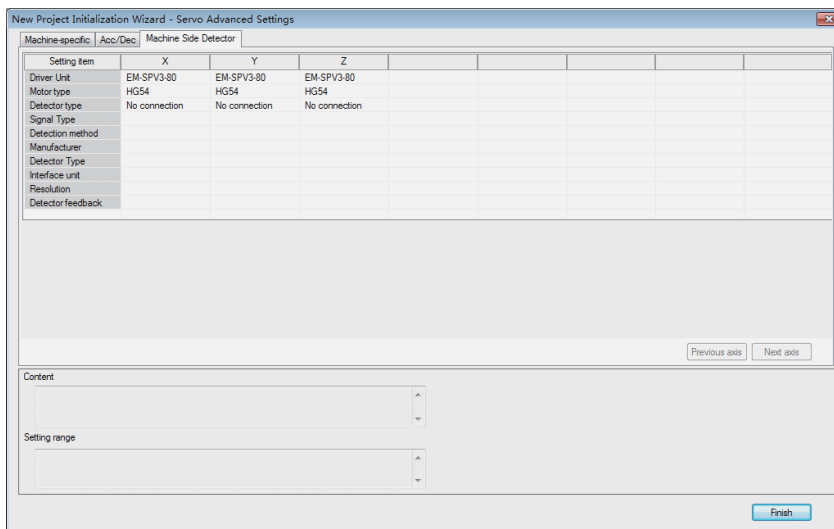 New Project Initialization Wizard - Servo Advanced Settings
Machine-specific Acc/Dec Machine Side Detector
Setting item X Y Z
Driver Unit EM-SPV3-80 EM-SPV3-80 EM-SPV3-80
Motor type HG54 HG54 HG54
Detector type No connection No connection No connection
Signal Type
Detection method
Manufacturer
Detector Type
Interface unit
Resolution
Detector feedback
Previous axis Next axis
Content
Setting range
Finish